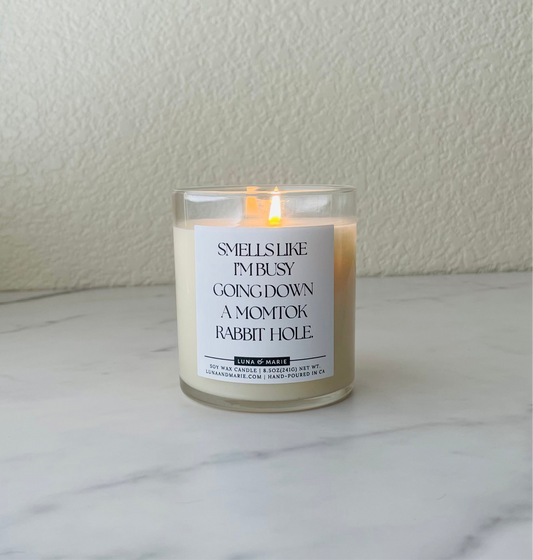 SMELLS LIKE
I'M BUSY
GOING DOWN
A MOMTOK
RABBIT HOLE.
LUNA & MARIE
SOY WAX CANDLE | 8.5OZ(241G) NET WT.
LUNAANDMARIE.COM | HAND-POURED IN CA